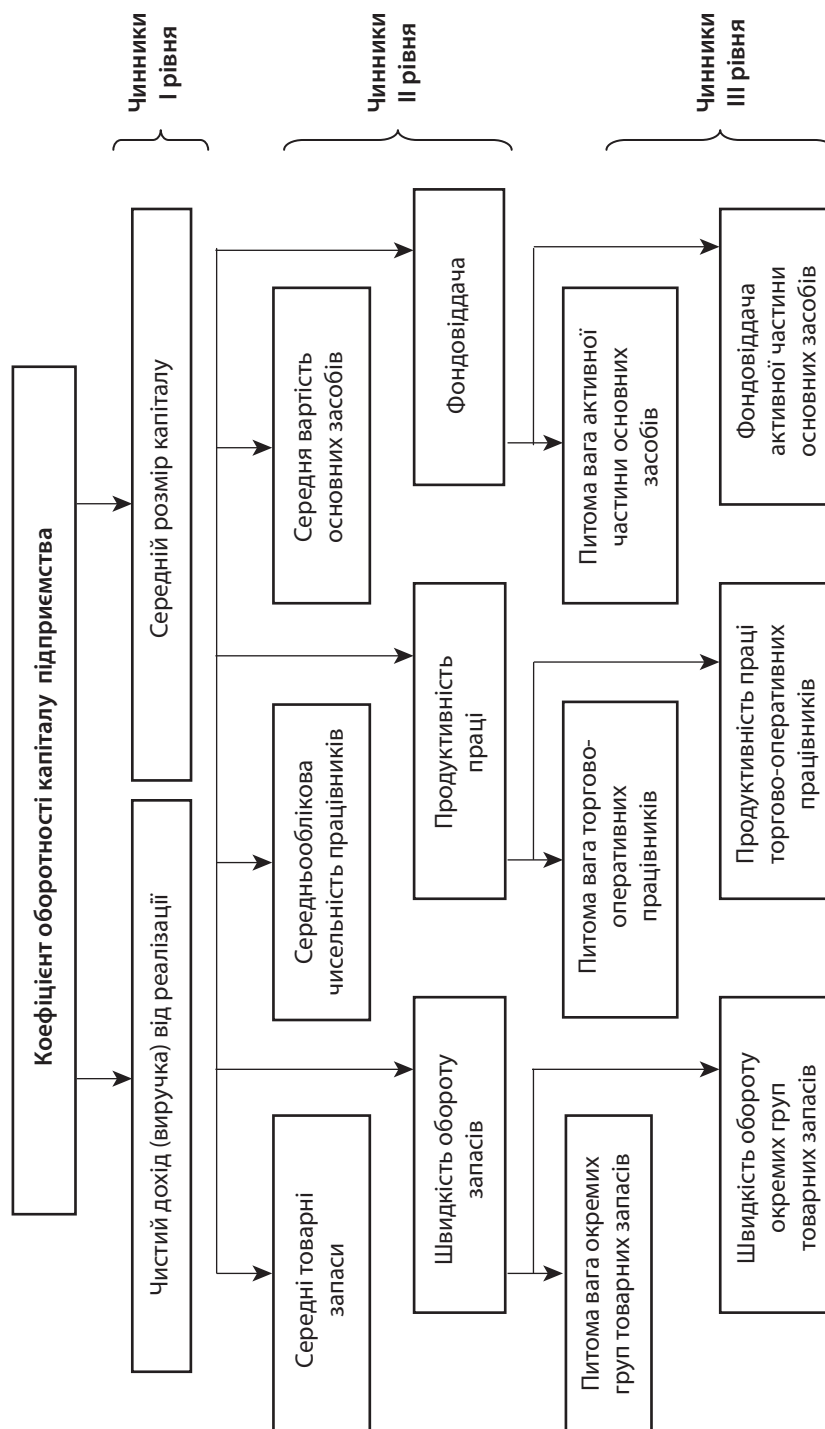 Коефіцієнт оборотності капіталу підприємства
Чистий дохід (виручка) від реалізації
Середній розмір капіталу
Чинники
І рівня
Середні товарні
запаси
Середньооблікова
чисельність працівників
Середня вартість
основних засобів
Чинники
ІІ рівня
Швидкість обороту
запасів
Продуктивність
праці
Фондовіддача
Питома вага окремих
груп товарних запасів
Питома вага торгово-
оперативних
працівників
Питома вага активної
частини основних
засобів
Чинники
ІІІ рівня
Швидкість обороту
окремих груп
товарних запасів
Продуктивність праці
торгово-оперативних
працівників
Фондовіддача
активної частини
основних засобів